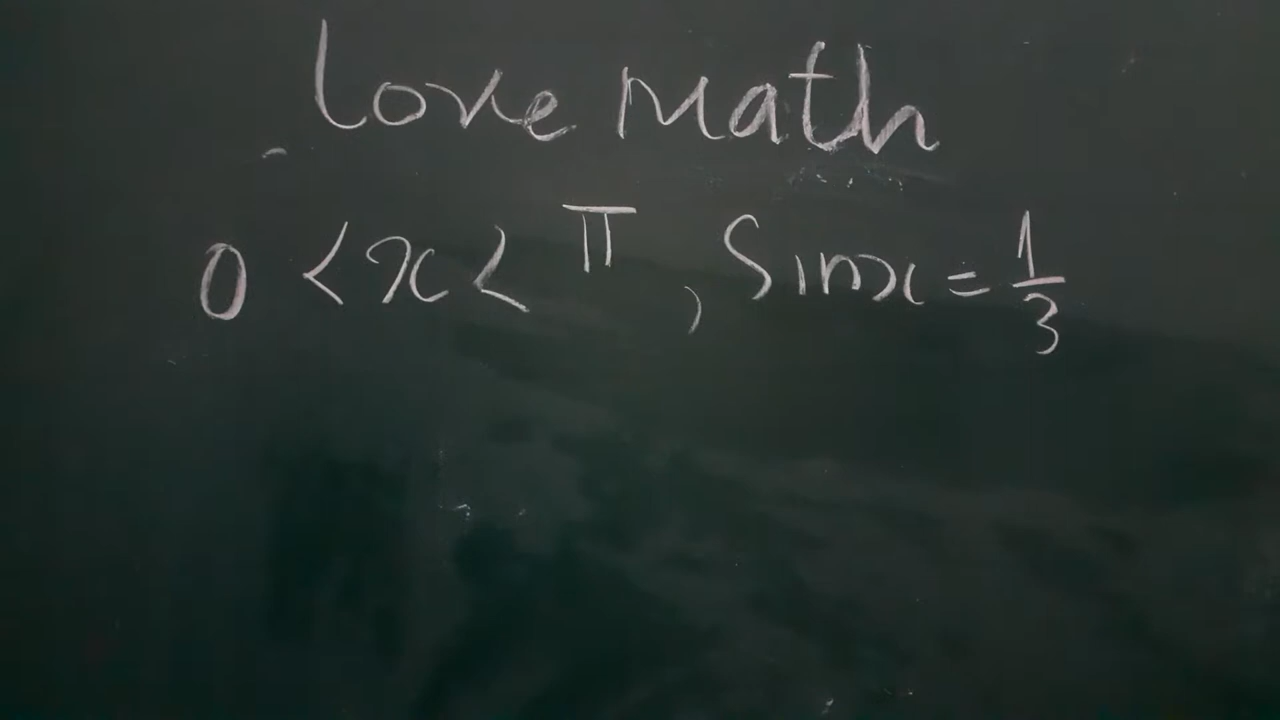 Love Math
0 < x < π , Sinx = 1/3